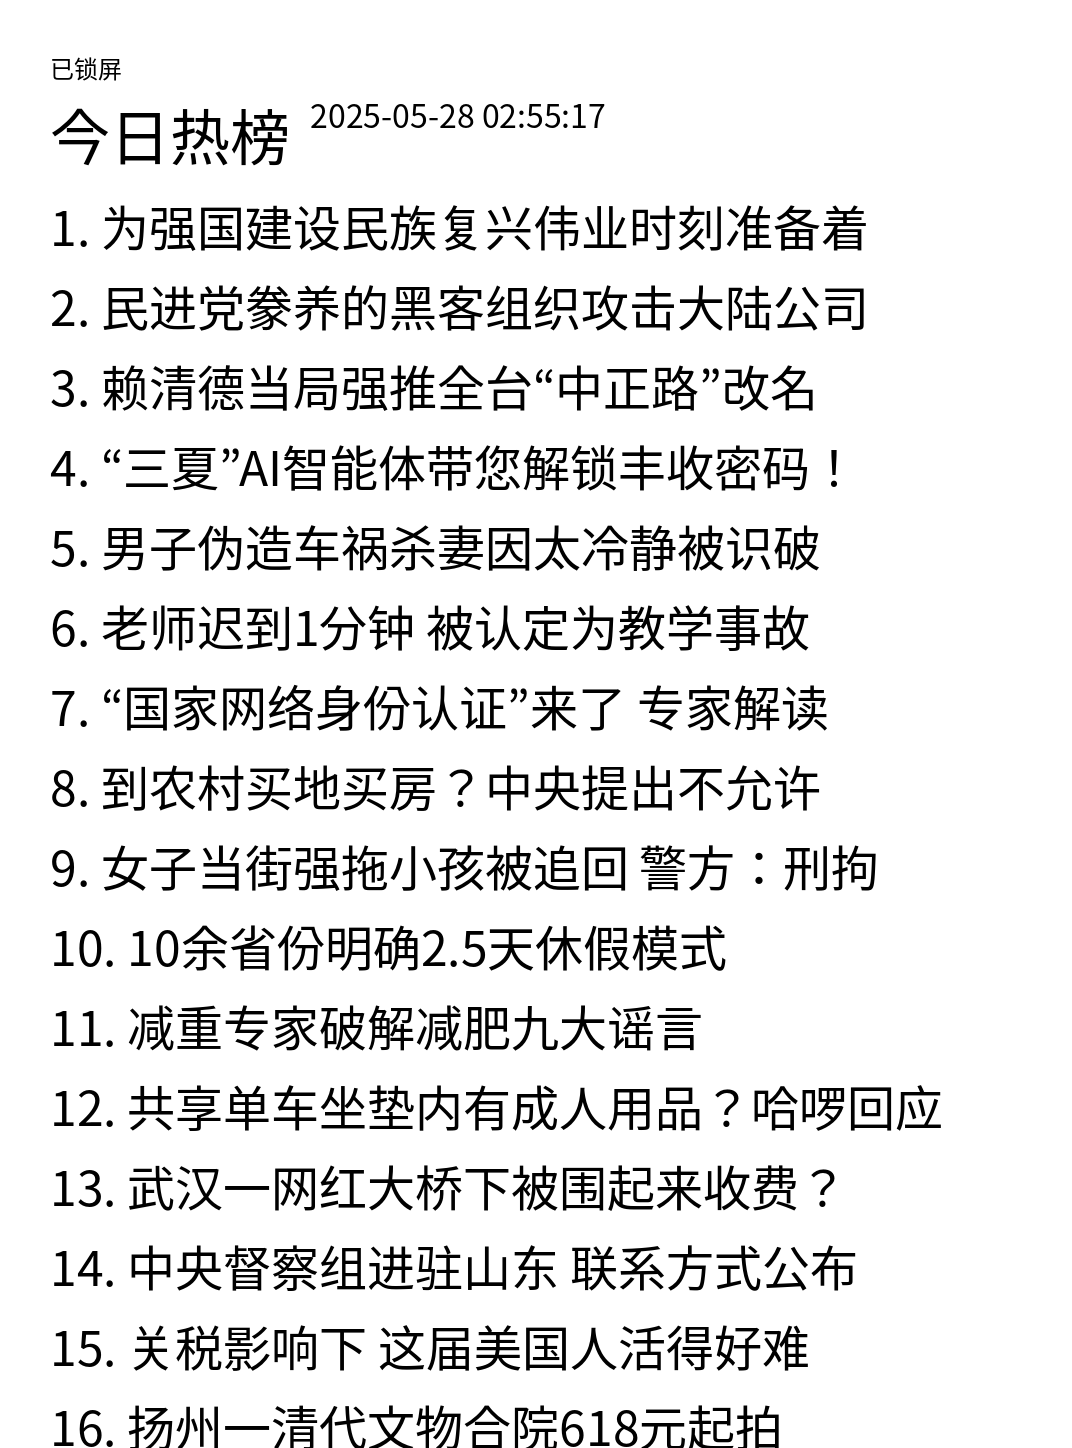 已锁屏
今日热榜 2025-05-28 02:55:17
1. 为强国建设民族复兴伟业时刻准备着
2. 民进党豢养的黑客组织攻击大陆公司
3. 赖清德当局强推全台“中正路”改名
4. “三夏”AI智能体带您解锁丰收密码！
5. 男子伪造车祸杀妻因太冷静被识破
6. 老师迟到1分钟 被认定为教学事故
7. “国家网络身份认证”来了 专家解读
8. 到农村买地买房？中央提出不允许
9. 女子当街强拖小孩被追回 警方：刑拘
10. 10余省份明确2.5天休假模式
11. 减重专家破解减肥九大谣言
12. 共享单车坐垫内有成人用品？哈啰回应
13. 武汉一网红大桥下被围起来收费？
14. 中央督察组进驻山东 联系方式公布
15. 关税影响下 这届美国人活得好难
16. 扬州一清代文物合院618元起拍